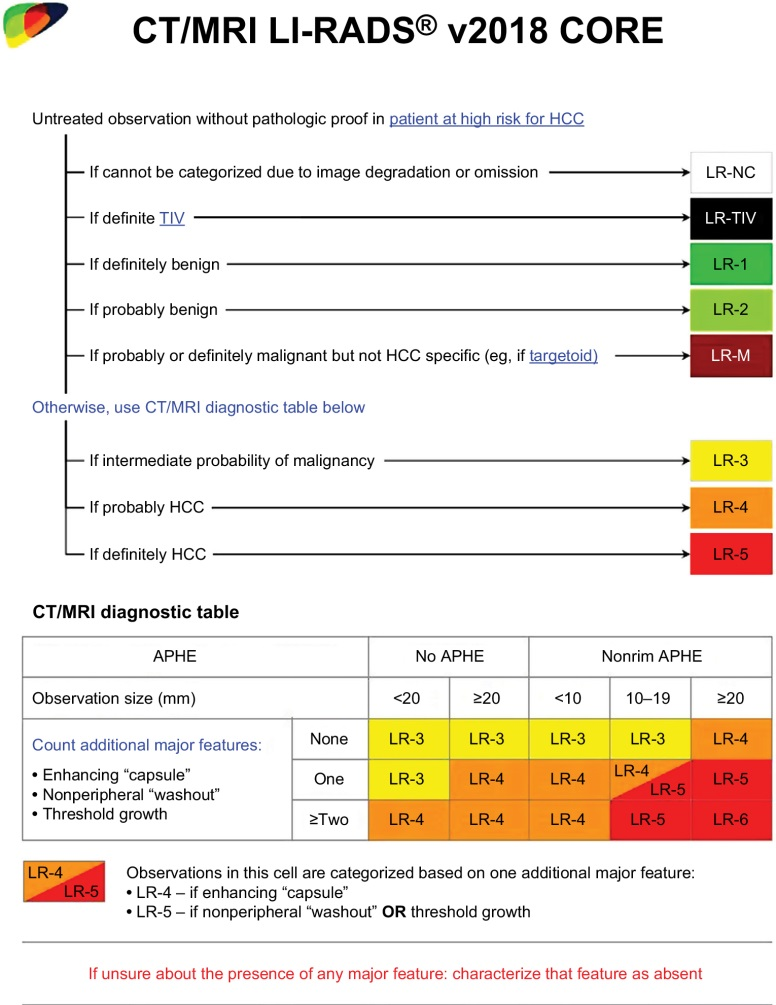 CT/MRI LI-RADS® v2018 CORE
Untreated observation without pathologic proof in patient at high risk for HCC
If cannot be categorized due to image degradation or omission LR-NC
If definite TIV LR-TIV
If definitely benign LR-1
If probably benign LR-2
If probably or definitely malignant but not HCC specific (eg, if targetoid) LR-M
Otherwise, use CT/MRI diagnostic table below
If intermediate probability of malignancy LR-3
If probably HCC LR-4
If definitely HCC LR-5
CT/MRI diagnostic table
APHE No APHE Nonrim APHE
Observation size (mm) <20 ≥20 <10 10–19 ≥20
Count additional major features:
• Enhancing “capsule”
• Nonperipheral “washout”
• Threshold growth
None LR-3 LR-3 LR-3 LR-3 LR-4
One LR-3 LR-4 LR-4 LR-4 LR-5 LR-5
≥Two LR-4 LR-4 LR-4 LR-5 LR-6
LR-4
LR-5
Observations in this cell are categorized based on one additional major feature:
• LR-4 – if enhancing “capsule”
• LR-5 – if nonperipheral “washout” OR threshold growth
If unsure about the presence of any major feature: characterize that feature as absent